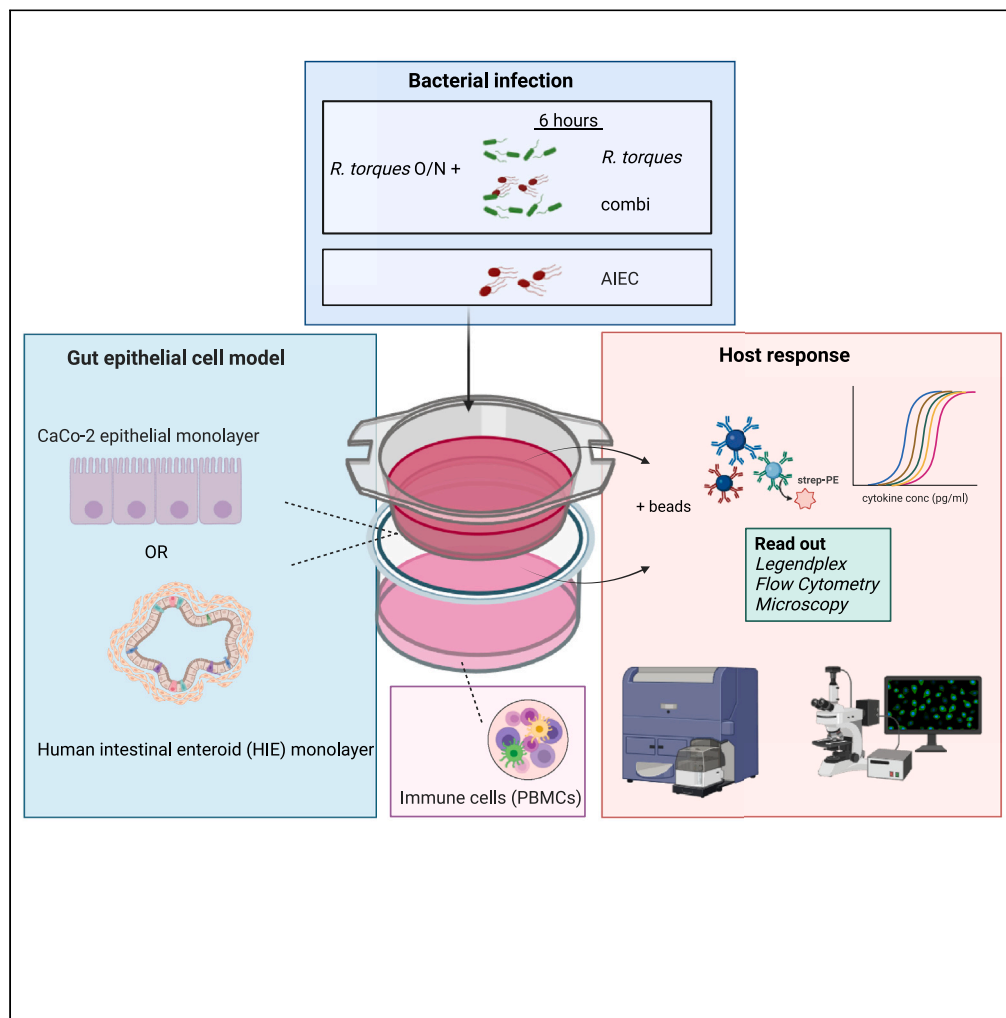 Bacterial infection
6 hours
R. torques O/N +
R. torques
combi
AIEC
Gut epithelial cell model
CaCo-2 epithelial monolayer
OR
Human intestinal enteroid (HIE) monolayer
Immune cells (PBMCs)
Host response
strep-PE
+ beads
cytokine conc (pg/ml)
Read out
Legendplex
Flow Cytometry
Microscopy